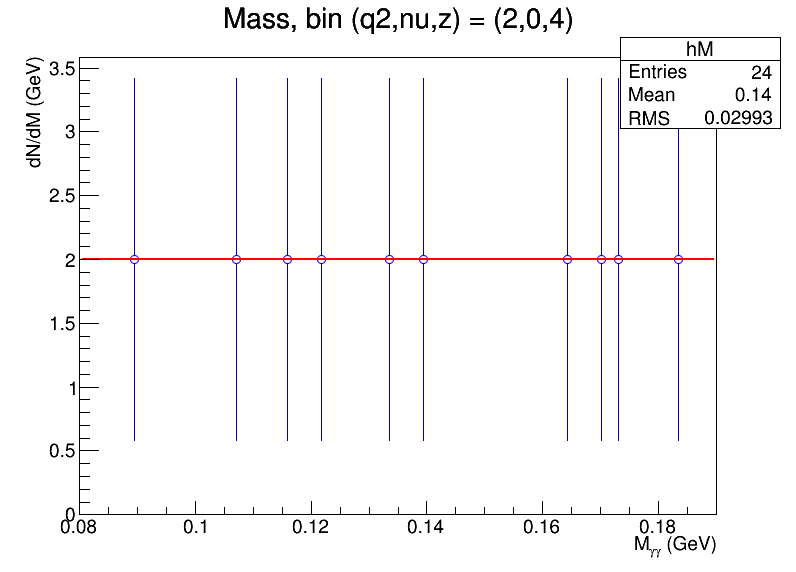 Mass, bin (q2,nu,z) = (2,0,4)
hM
Entries 24
Mean 0.14
RMS 0.02993
dN/dM (GeV)
3.5
3
2.5
2
1.5
1
0.5
0
0.08 0.1 0.12 0.14 0.16 0.18
Mγγ (GeV)